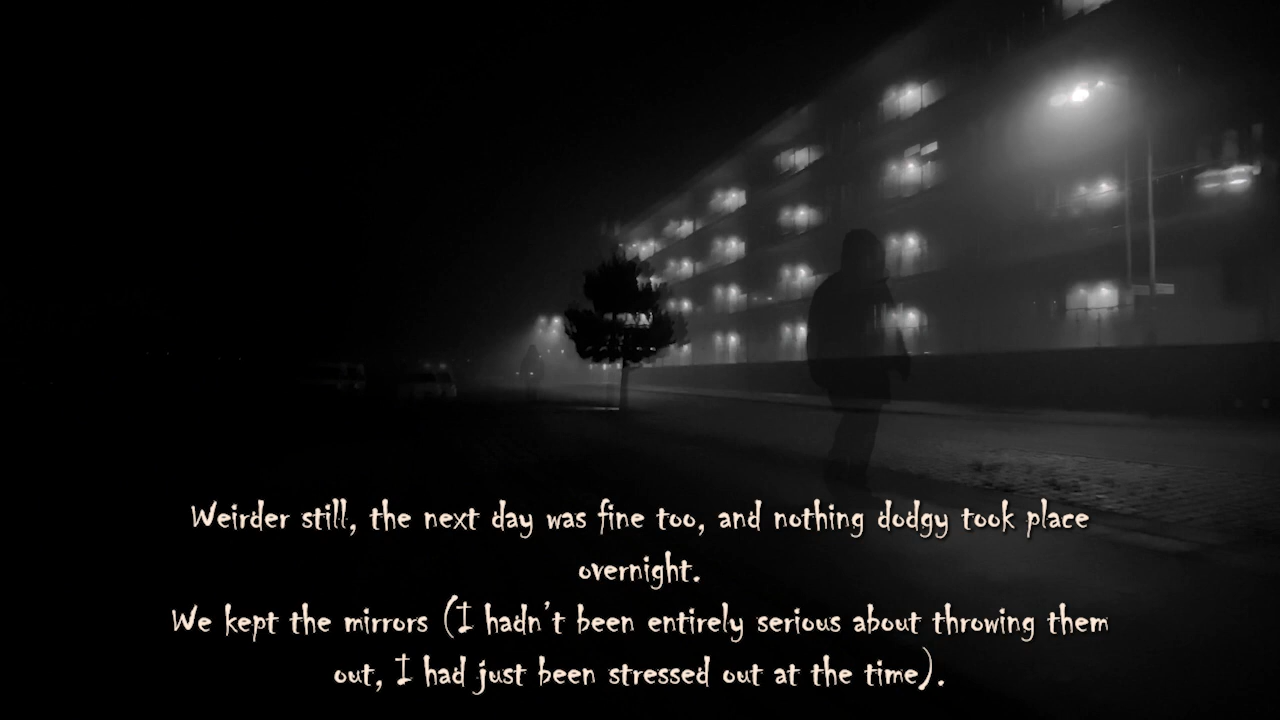 Weirder still, the next day was fine too, and nothing dodgy took place
overnight.
We kept the mirrors (I hadn't been entirely serious about throwing them
out, I had just been stressed out at the time).